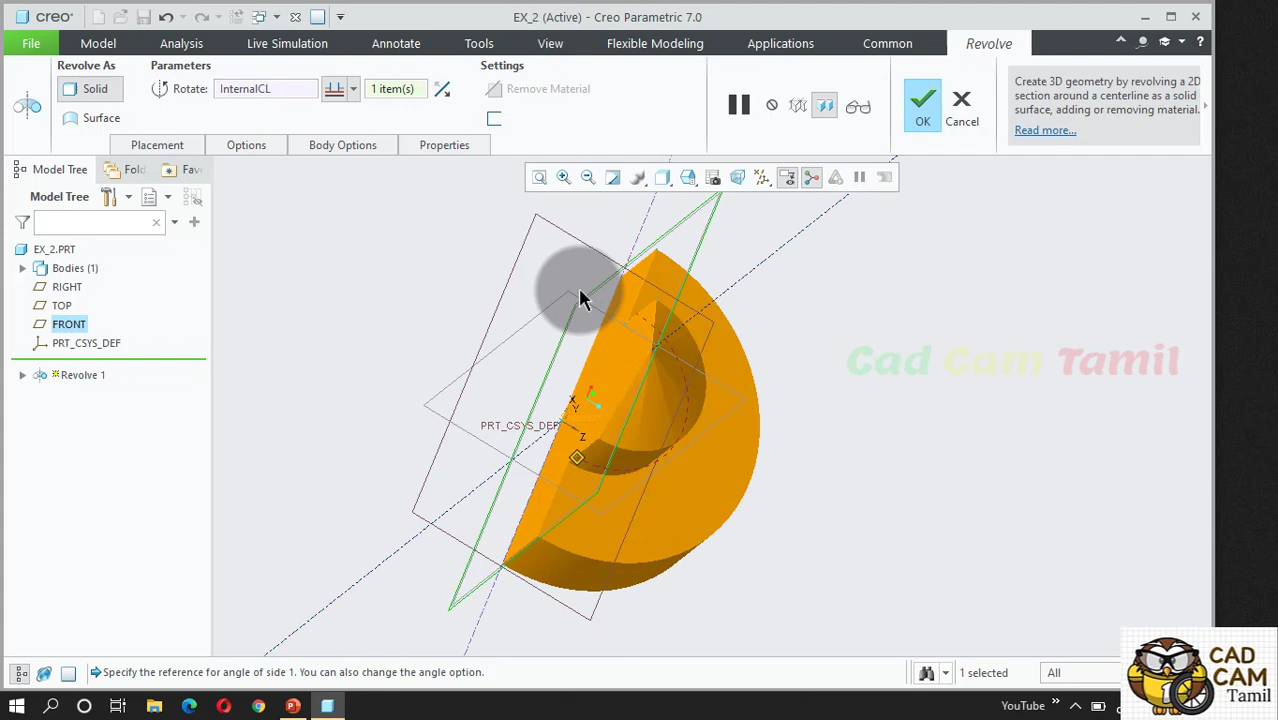 creo
EX_2 (Active) - Creo Parametric 7.0
File Model Analysis Live Simulation Annotate Tools View Flexible Modeling Applications Common Revolve
Revolve As Parameters Settings
Solid Rotate: InternalCL 1 item(s) Remove Material
Surface
OK Cancel
Create 3D geometry by revolving a 2D
section around a centerline as a solid
surface, adding or removing material.
Read more...
Placement Options Body Options Properties
Model Tree Fold Fav
Model Tree
EX_2.PRT
Bodies (1)
RIGHT
TOP
FRONT
PRT_CSYS_DEF
Revolve 1
X
Y
PRT_CSYS_DEF
Z
Cad Cam Tamil
Specify the reference for angle of side 1. You can also change the angle option.
1 selected All
YouTube
CAD
CAM
TAMIL